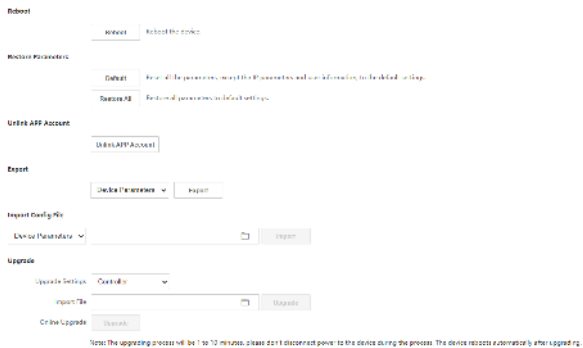 Reboot
Reboot Reboot the device.
Restore Parameters
Default Reset all the parameters, except the IP parameters and user information, to the default settings.
Restore All Restore all parameters to default settings.
Unlink APP Account
Unlink APP Account
Export
Device Parameters Export
Import Config File
Device Parameters Import
Upgrade
Upgrade Settings Controller
Import File Upgrade
Online Upgrade Upgrade
Note: The upgrading process will be 1 to 10 minutes, please don't disconnect power to the device during the process. The device reboots automatically after upgrading.